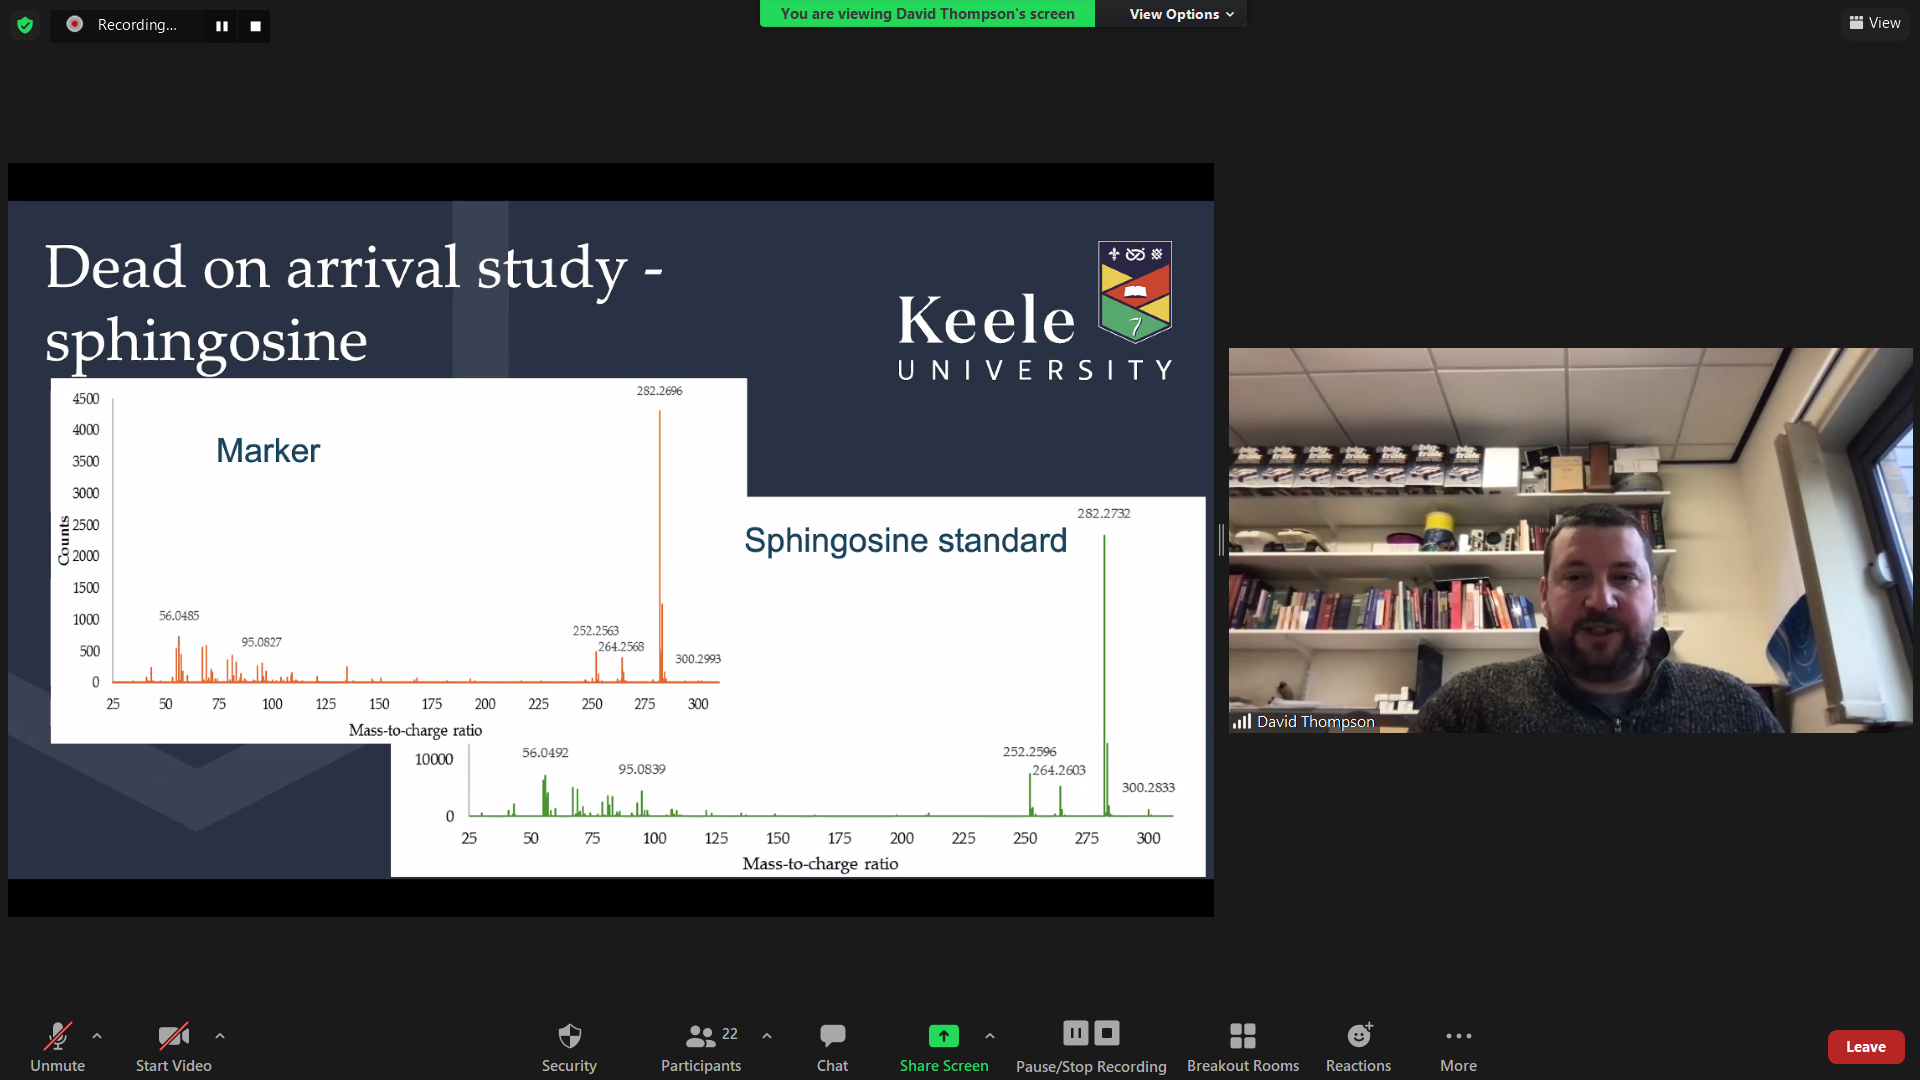 Recording...
You are viewing David Thompson's screen
View Options
View
Dead on arrival study -
sphingosine
Keele
UNIVERSITY
Marker
4500
4000
3500
3000
2500
2000
1500
1000
500
0
Counts
282.2696
56.0485
95.0827
252.2563
264.2568
300.2993
25 50 75 100 125 150 175 200 225 250 275 300
Mass-to-charge ratio
Sphingosine standard
282.2732
10000
0
56.0492
95.0839
252.2596
264.2603
300.2833
25 50 75 100 125 150 175 200 225 250 275 300
Mass-to-charge ratio
David Thompson
Unmute
Start Video
Security
22
Participants
Chat
Share Screen
Pause/Stop Recording
Breakout Rooms
Reactions
More
Leave